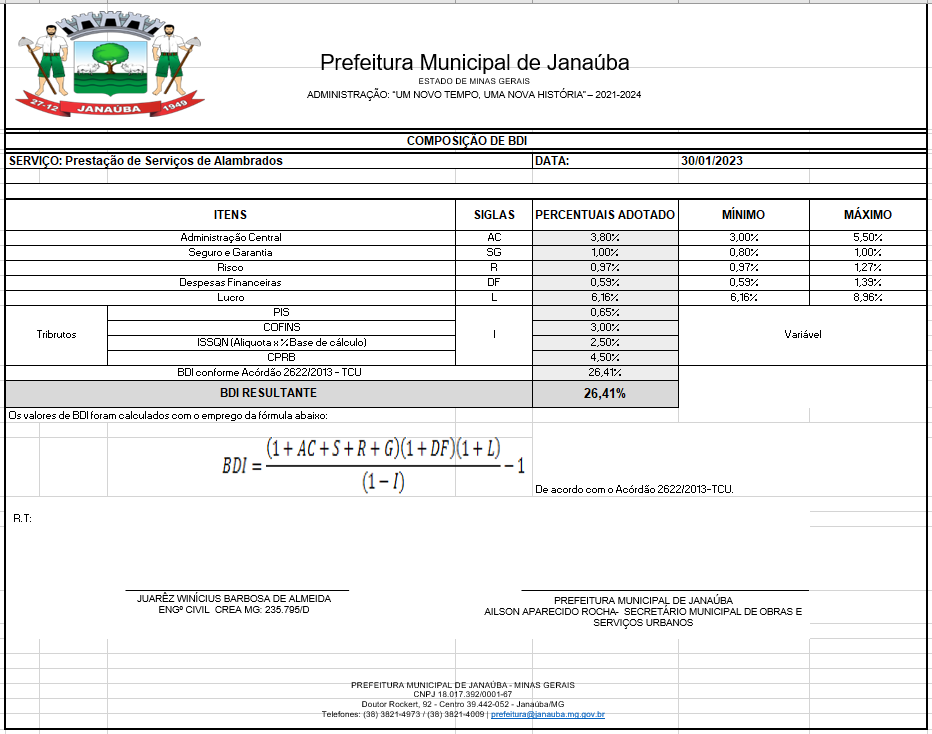 27-12 JANAÚBA 1949
Prefeitura Municipal de Janaúba
ESTADO DE MINAS GERAIS
ADMINISTRAÇÃO: "UM NOVO TEMPO, UMA NOVA HISTÓRIA" – 2021-2024
COMPOSIÇÃO DE BDI
SERVIÇO: Prestação de Serviços de Alambrados DATA: 30/01/2023
ITENS SIGLAS PERCENTUAIS ADOTADO MÍNIMO MÁXIMO
Administração Central AC 3,80% 3,00% 5,50%
Seguro e Garantia SG 1,00% 0,80% 1,00%
Risco R 0,97% 0,97% 1,27%
Despesas Financeiras DF 0,59% 0,59% 1,39%
Lucro L 6,16% 6,16% 8,96%
Tributos PIS I 0,65% Variável
COFINS 3,00%
ISSQN (Aliquota x %Base de cálculo) 2,50%
CPRB 4,50%
BDI conforme Acórdão 2622/2013 - TCU 26,41%
BDI RESULTANTE 26,41%
Os valores de BDI foram calculados com o emprego da fórmula abaixo:
BDI = (1 + AC + S + R + G)(1 + DF)(1 + L) / (1 − I) − 1
De acordo com o Acórdão 2622/2013-TCU.
R.T:
JUARÊZ WINÍCIUS BARBOSA DE ALMEIDA
ENGº CIVIL CREA MG: 235.795/D
PREFEITURA MUNICIPAL DE JANAÚBA
AILSON APARECIDO ROCHA- SECRETÁRIO MUNICIPAL DE OBRAS E
SERVIÇOS URBANOS
PREFEITURA MUNICIPAL DE JANAÚBA - MINAS GERAIS
CNPJ 18.017.392/0001-67
Doutor Rockert, 92 - Centro 39.442-052 - Janaúba/MG
Telefones: (38) 3821-4973 / (38) 3821-4009 | prefeitura@janauba.mg.gov.br